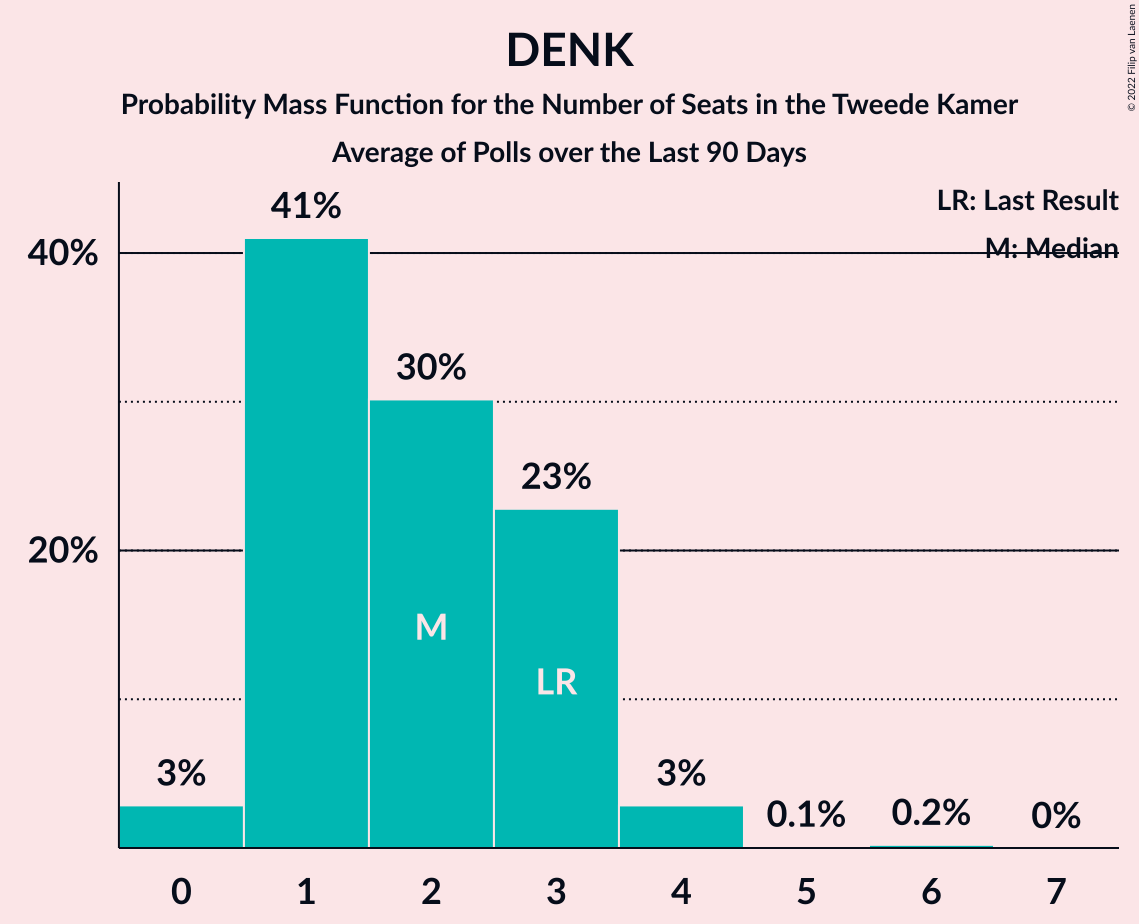 DENK
Probability Mass Function for the Number of Seats in the Tweede Kamer
Average of Polls over the Last 90 Days
© 2022 Filip van Laenen
LR: Last Result
M: Median
40%
20%
41%
30%
23%
3%
3%
0.1%
0.2%
0%
M
LR
0 1 2 3 4 5 6 7